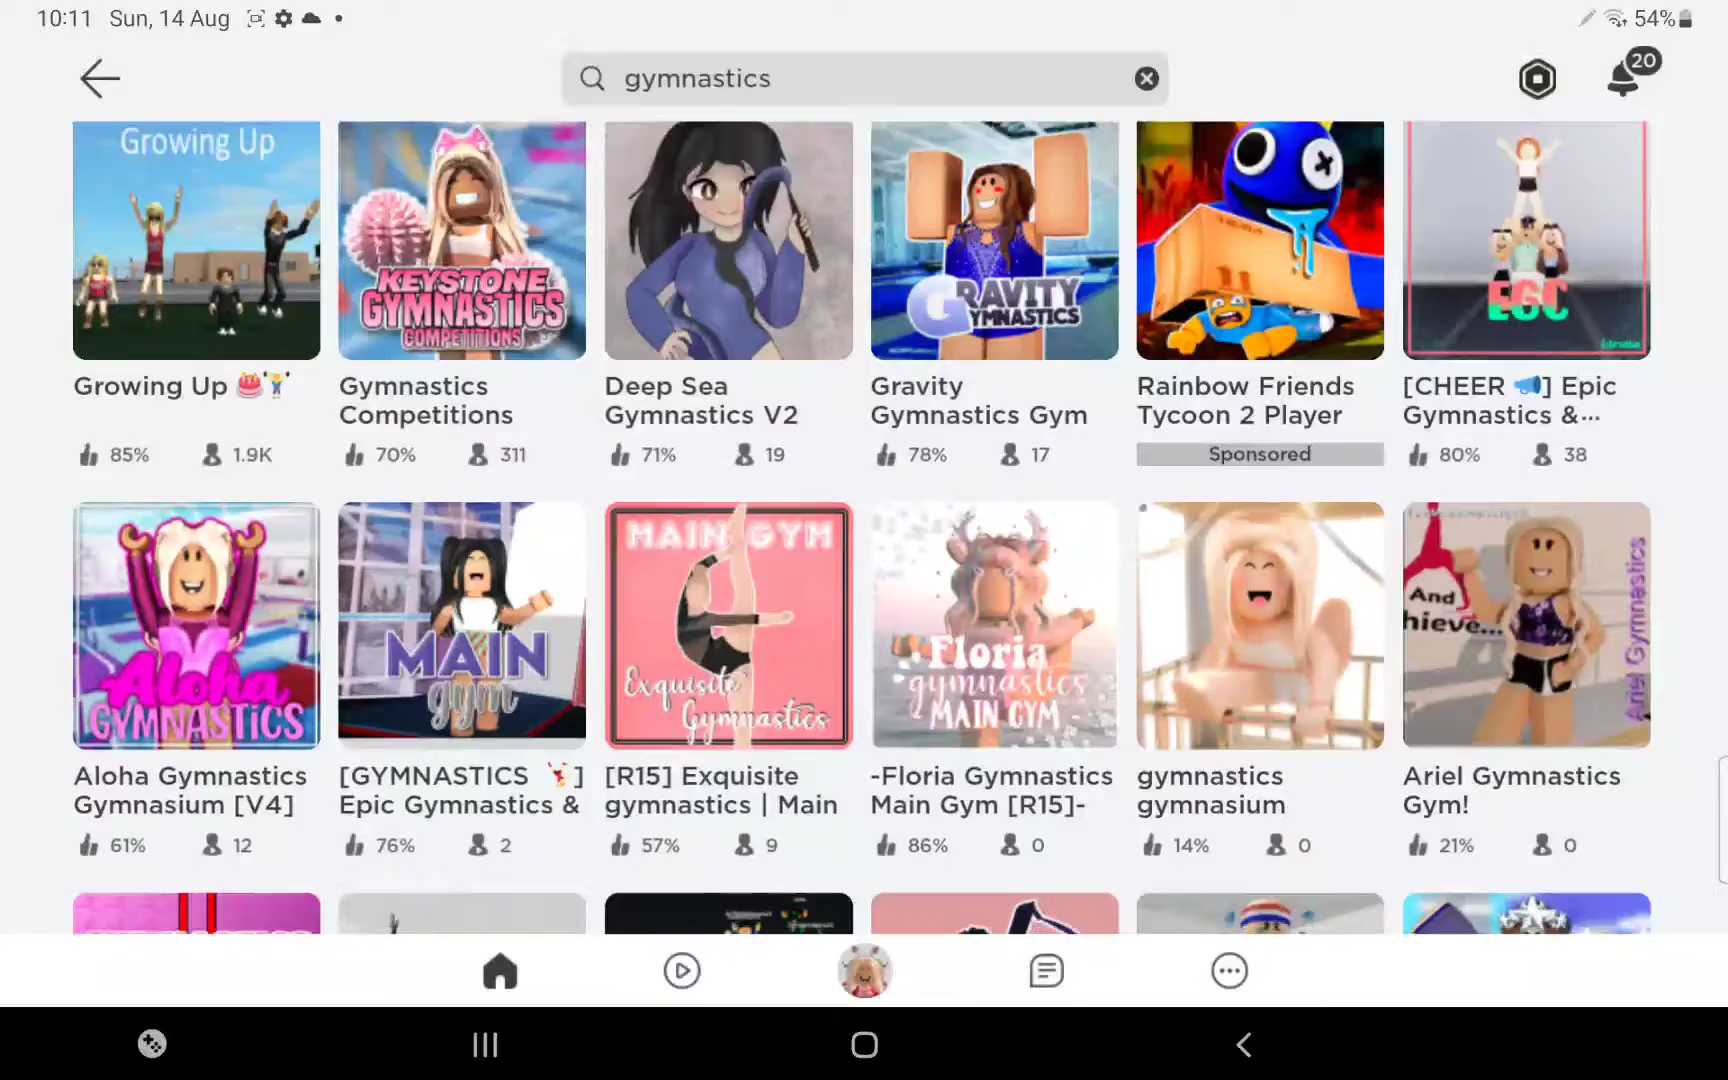 10:11 Sun, 14 Aug 54%
gymnastics
20
Growing Up
KEYSTONE
GYMNASTICS
COMPETITIONS
GRAVITY
GYMNASTICS
EGC
Growing Up 🎂🏋️
Gymnastics
Competitions
Deep Sea
Gymnastics V2
Gravity
Gymnastics Gym
Rainbow Friends
Tycoon 2 Player
[CHEER 📣] Epic
Gymnastics &...
85% 1.9K
70% 311
71% 19
78% 17
Sponsored
80% 38
Aloha
GYMNASTICS
MAIN
gym
MAIN GYM
Exquisite
Gymnastics
Floria
gymnastics
MAIN GYM
And
hieve...
Ariel Gymnastics
Aloha Gymnastics
Gymnasium [V4]
[GYMNASTICS 🤸]
Epic Gymnastics &
[R15] Exquisite
gymnastics | Main
-Floria Gymnastics
Main Gym [R15]-
gymnastics
gymnasium
Ariel Gymnastics
Gym!
61% 12
76% 2
57% 9
86% 0
14% 0
21% 0